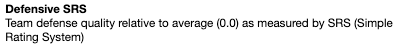 Defensive SRS
Team defense quality relative to average (0.0) as measured by SRS (Simple
Rating System)